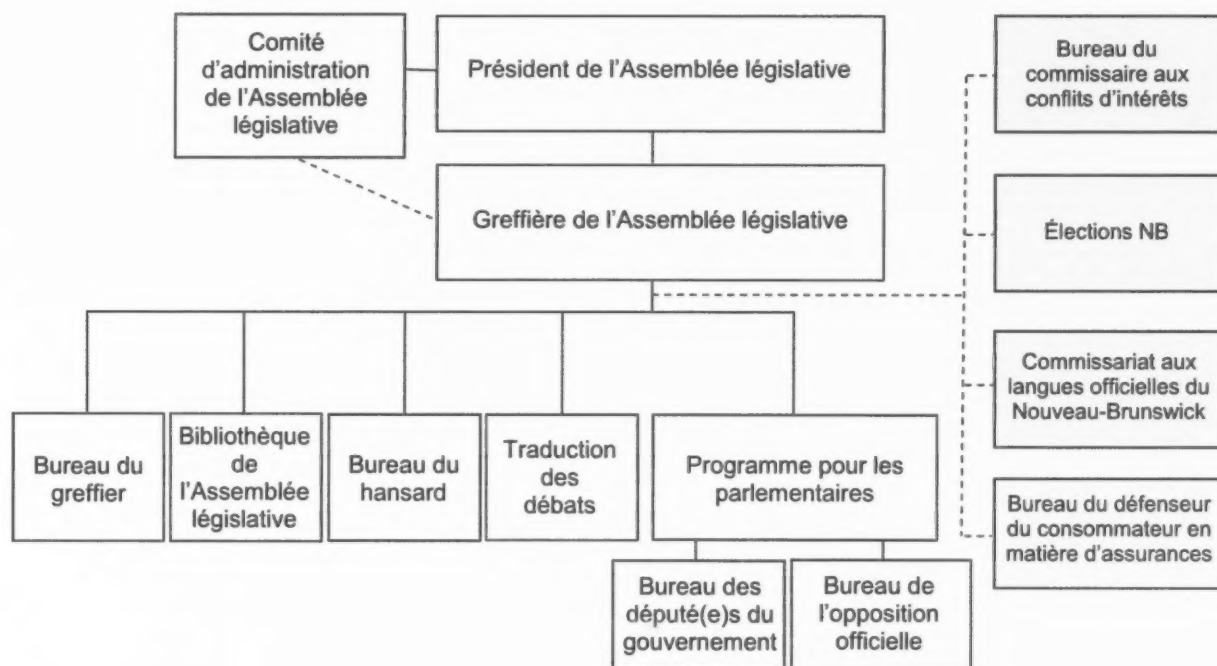 Comité
d'administration
de l'Assemblée
législative
Président de l'Assemblée législative
Greffière de l'Assemblée législative
Bureau du
commissaire aux
conflits d'intérêts
Élections NB
Commissariat aux
langues officielles du
Nouveau-Brunswick
Bureau du défenseur
du consommateur en
matière d'assurances
Bureau du
greffier
Bibliothèque
de
l'Assemblée
législative
Bureau du
hansard
Traduction
des
débats
Programme pour les
parlementaires
Bureau des
député(e)s du
gouvernement
Bureau de
l'opposition
officielle